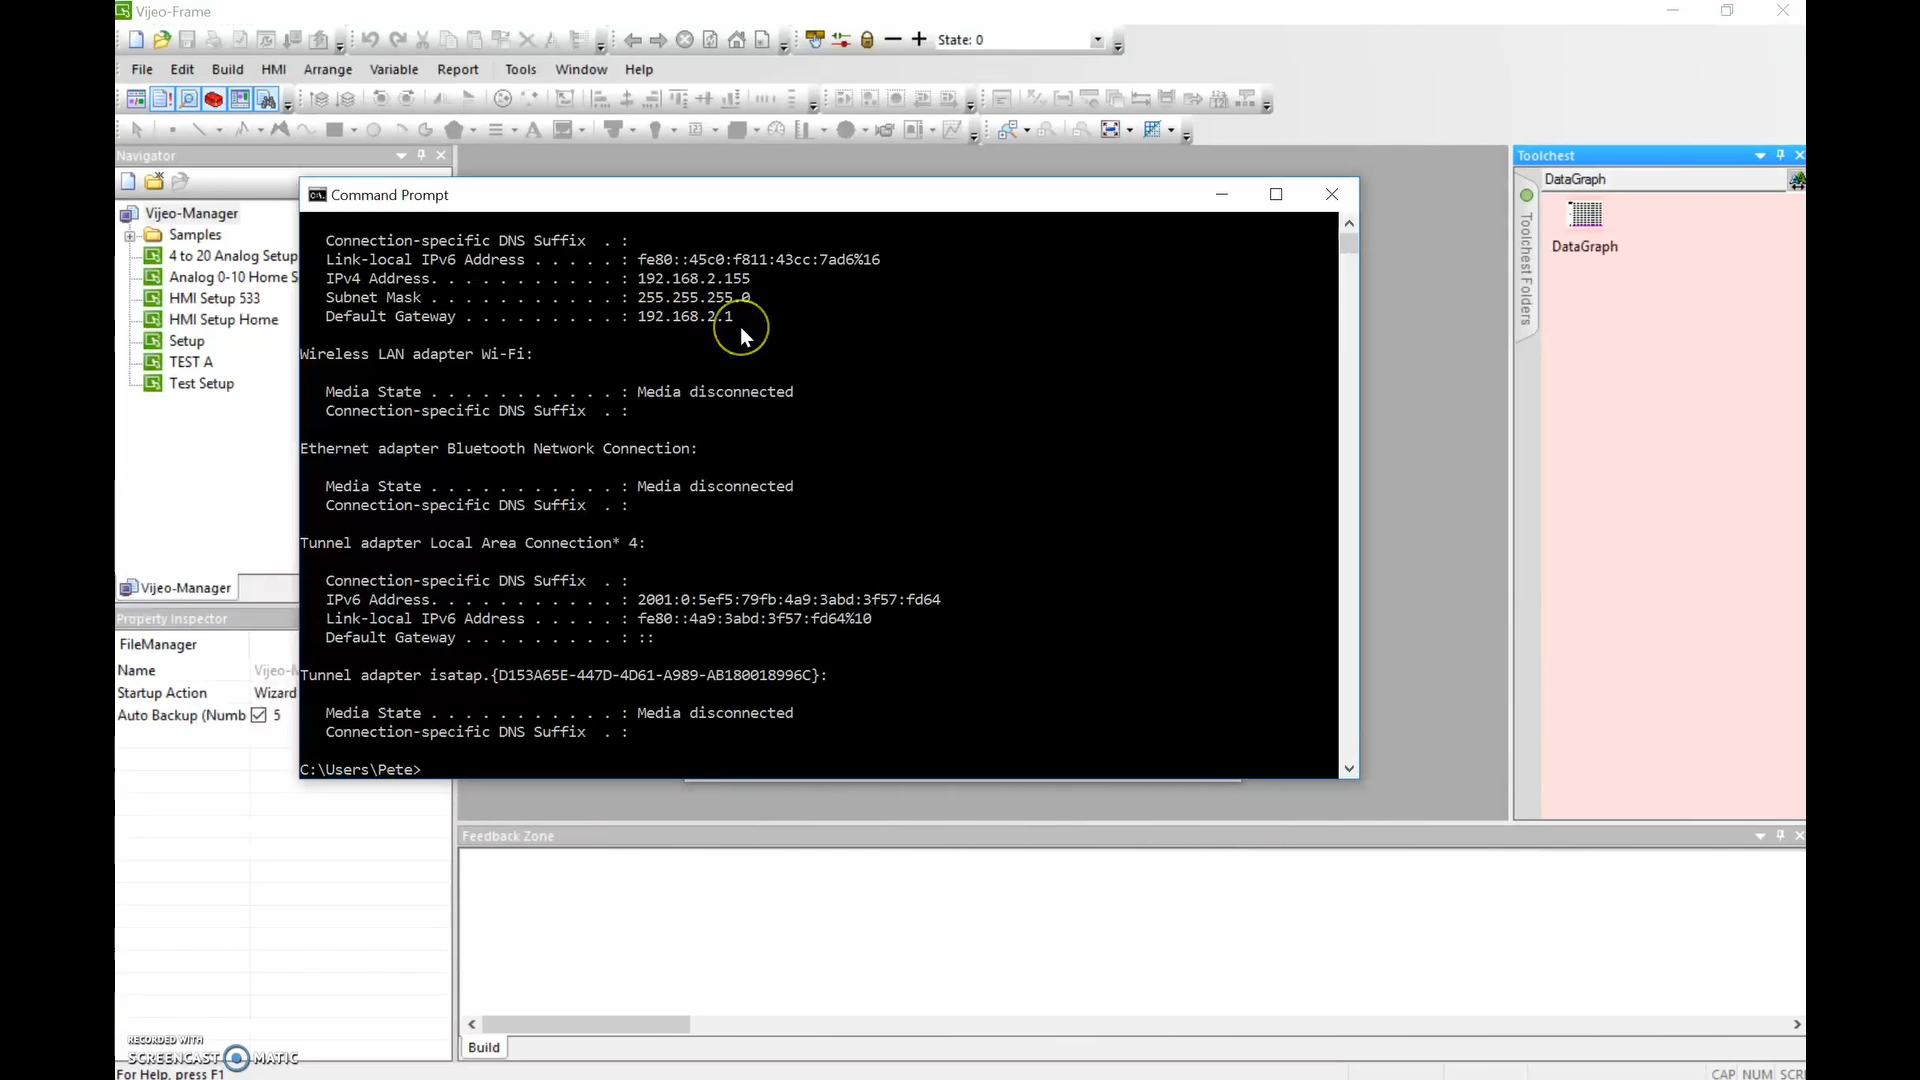 Vijeo-Frame
State: 0
File Edit Build HMI Arrange Variable Report Tools Window Help
Navigator
Vijeo-Manager
Samples
4 to 20 Analog Setup
Analog 0-10 Home S
HMI Setup 533
HMI Setup Home
Setup
TEST A
Test Setup
Vijeo-Manager
Property Inspector
FileManager
Name Vijeo-M
Startup Action Wizard
Auto Backup (Numb 5
Command Prompt
Connection-specific DNS Suffix . :
Link-local IPv6 Address . . . . . : fe80::45c0:f811:43cc:7ad6%16
IPv4 Address. . . . . . . . . . . : 192.168.2.155
Subnet Mask . . . . . . . . . . . : 255.255.255.0
Default Gateway . . . . . . . . . : 192.168.2.1
Wireless LAN adapter Wi-Fi:
Media State . . . . . . . . . . . : Media disconnected
Connection-specific DNS Suffix . :
Ethernet adapter Bluetooth Network Connection:
Media State . . . . . . . . . . . : Media disconnected
Connection-specific DNS Suffix . :
Tunnel adapter Local Area Connection* 4:
Connection-specific DNS Suffix . :
IPv6 Address. . . . . . . . . . . : 2001:0:5ef5:79fb:4a9:3abd:3f57:fd64
Link-local IPv6 Address . . . . . : fe80::4a9:3abd:3f57:fd64%10
Default Gateway . . . . . . . . . : ::
Tunnel adapter isatap.{D153A65E-447D-4D61-A989-AB180018996C}:
Media State . . . . . . . . . . . : Media disconnected
Connection-specific DNS Suffix . :
C:\Users\Pete>
Toolchest
DataGraph
Toolchest Folders
DataGraph
Feedback Zone
Build
RECORDED WITH
SCREENCAST MATIC
For Help, press F1
CAP NUM SCRI